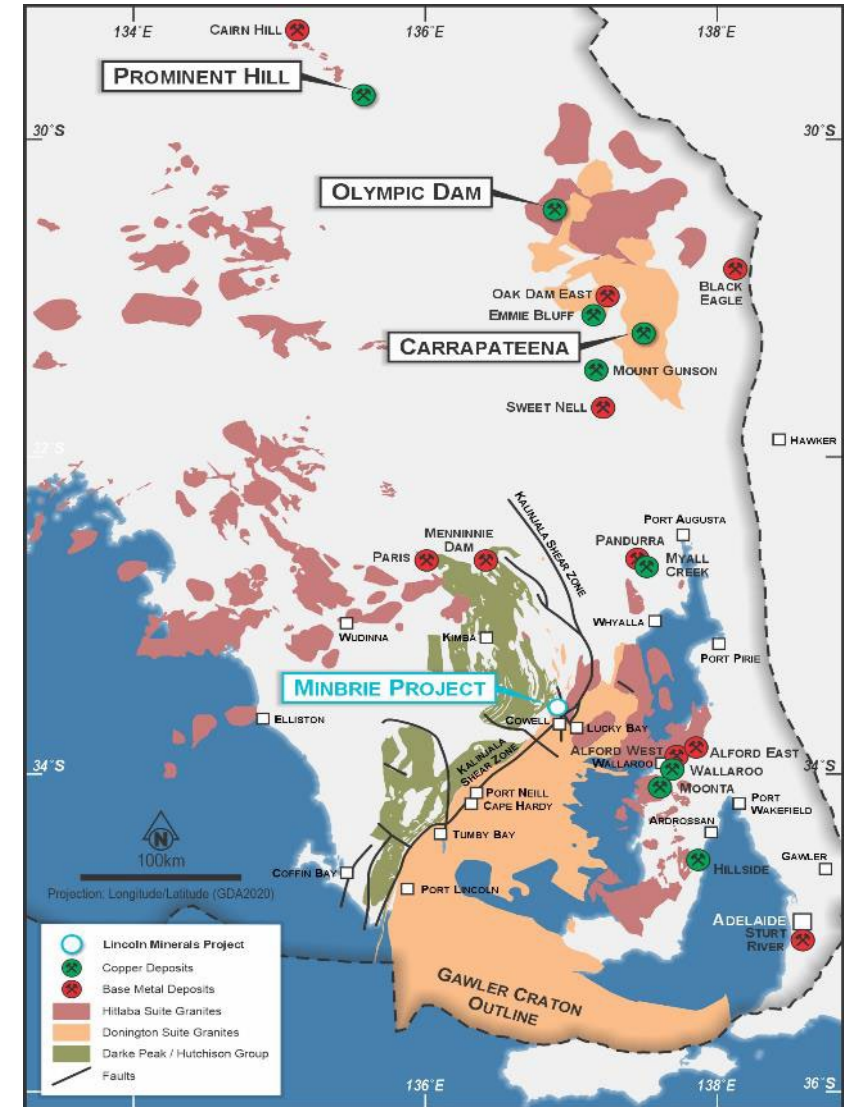 134°E
136°E
138°E
CAIRN HILL
PROMINENT HILL
30°S
30°S
OLYMPIC DAM
BLACK
EAGLE
OAK DAM EAST
EMMIE BLUFF
CARRAPATEENA
MOUNT GUNSON
SWEET NELL
HAWKER
KALINJALA SHEAR ZONE
PORT AUGUSTA
MENNINNIE
DAM
PARIS
PANDURRA
MYALL
CREEK
WUDINNA
KIMBA
WHYALLA
PORT PIRIE
MINBRIE PROJECT
ELLISTON
COWELL
LUCKY BAY
ALFORD WEST
ALFORD EAST
WALLAROO
WALLAROO
34°S
34°S
KALINJALA
SHEAR ZONE
MOONTA
PORT NEILL
CAPE HARDY
PORT
WAKEFIELD
ARDROSSAN
TUMBY BAY
N
100km
COFFIN BAY
HILLSIDE
GAWLER
Projection: Longitude/Latitude (GDA2020)
PORT LINCOLN
ADELAIDE
STURT
RIVER
GAWLER CRATON
OUTLINE
Lincoln Minerals Project
Copper Deposits
Base Metal Deposits
Hitlaba Suite Granites
Donington Suite Granites
Darke Peak / Hutchison Group
Faults
136°E
138°E
36°S